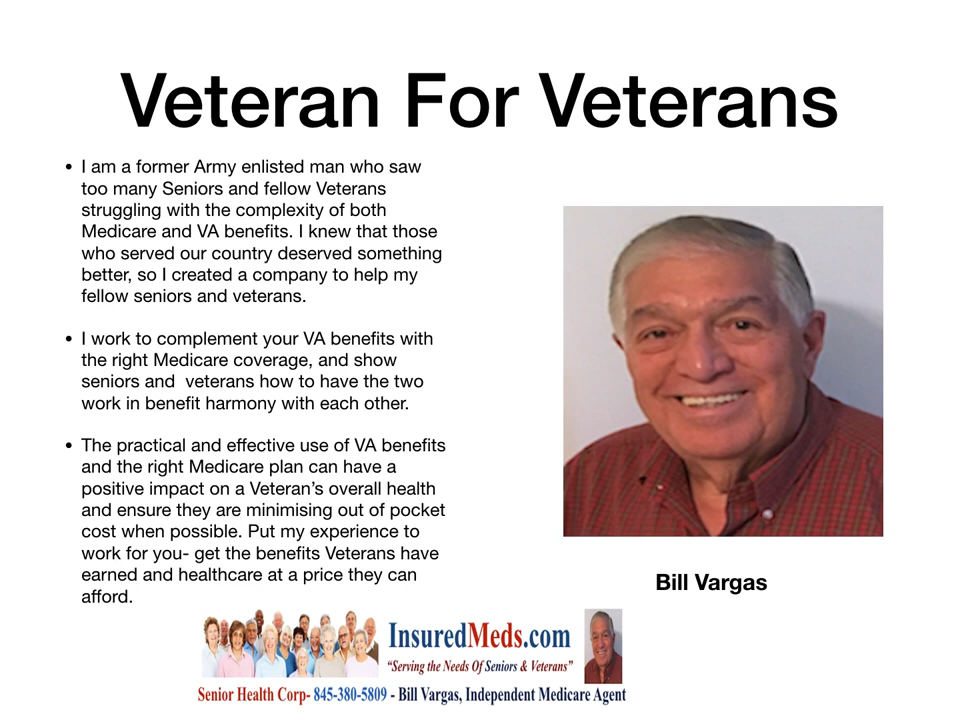 Veteran For Veterans
• I am a former Army enlisted man who saw
too many Seniors and fellow Veterans
struggling with the complexity of both
Medicare and VA benefits. I knew that those
who served our country deserved something
better, so I created a company to help my
fellow seniors and veterans.
• I work to complement your VA benefits with
the right Medicare coverage, and show
seniors and  veterans how to have the two
work in benefit harmony with each other.
• The practical and effective use of VA benefits
and the right Medicare plan can have a
positive impact on a Veteran’s overall health
and ensure they are minimising out of pocket
cost when possible. Put my experience to
work for you- get the benefits Veterans have
earned and healthcare at a price they can
afford.
Bill Vargas
InsuredMeds.com
“Serving the Needs Of Seniors & Veterans”
Senior Health Corp- 845-380-5809 - Bill Vargas, Independent Medicare Agent